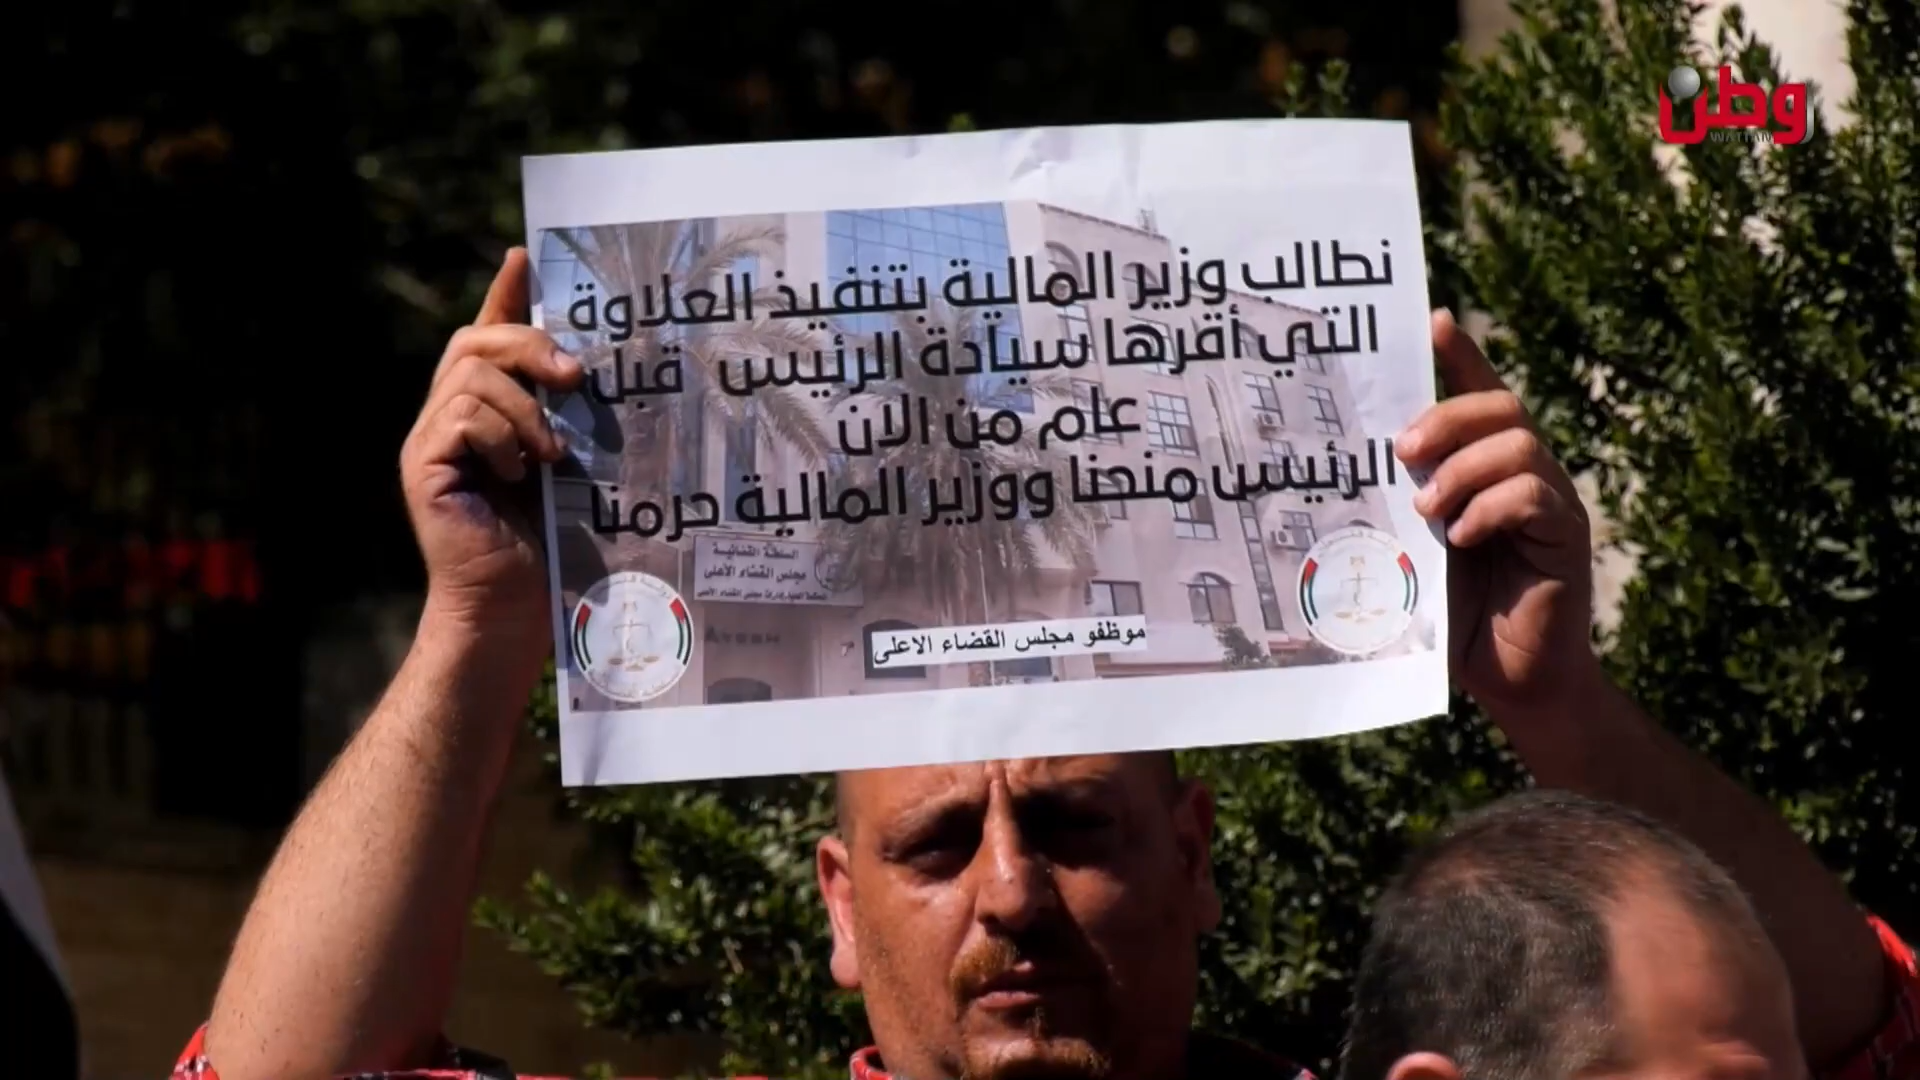 وطن
WATTAN
نطالب وزير المالية بتنفيذ العلاوة
التي أقرها سيادة الرئيس قبل
عام من الان
الرئيس منحنا ووزير المالية حرمنا
السلطة القضائية
مجلس القضاء الأعلى
موظفو مجلس القضاء الاعلى